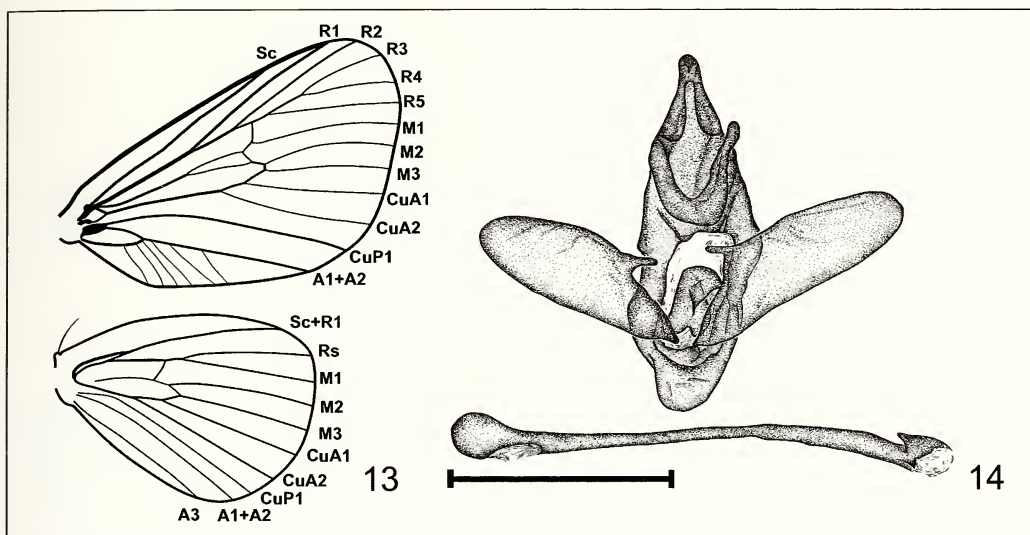 R1
R2
Sc
R3
R4
R5
M1
M2
M3
CuA1
CuA2
CuP1
A1+A2
Sc+R1
Rs
M1
M2
M3
CuA1
CuA2
CuP1
A3
A1+A2
13
14